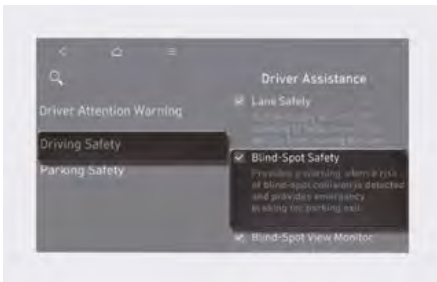 Driver Assistance
Driver Attention Warning
Driving Safety
Parking Safety
Lane Safety
Blind-Spot Safety
Provides a warning when a risk
of blind-spot collision is detected
and provides emergency
braking for parking exit.
Blind-Spot View Monitor